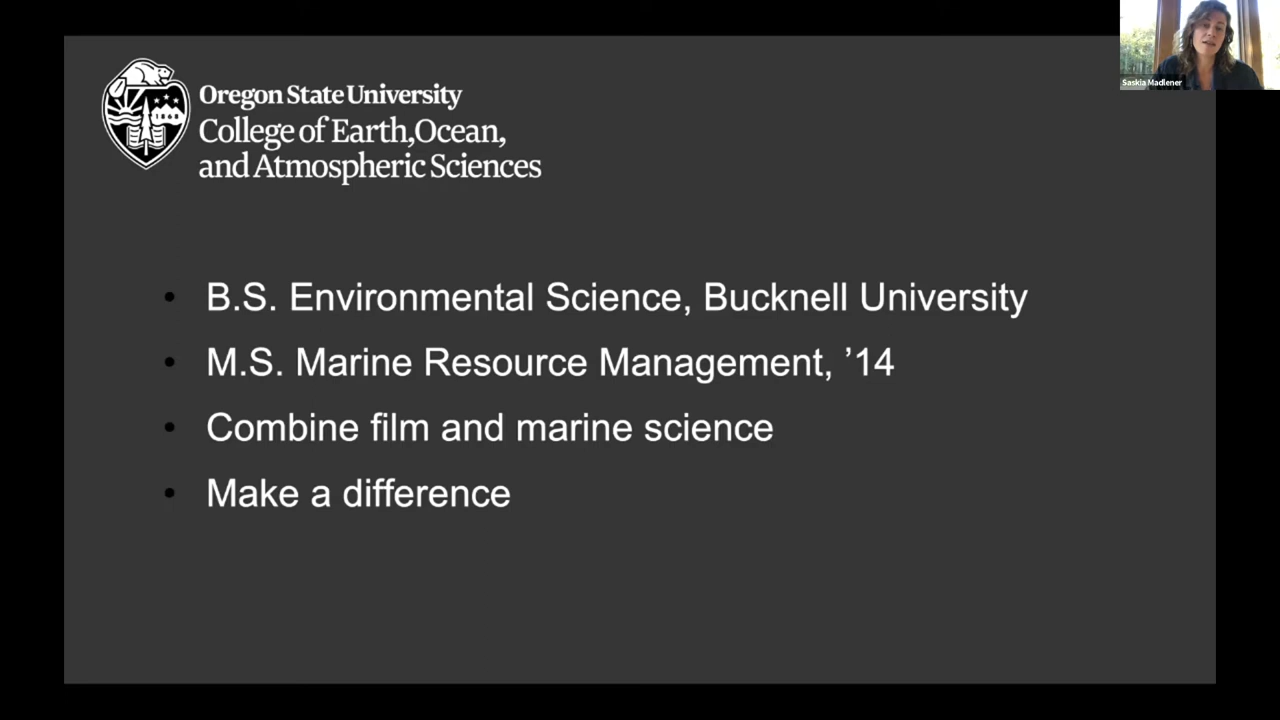 Oregon State University
College of Earth, Ocean,
and Atmospheric Sciences
Saskia Madlener
• B.S. Environmental Science, Bucknell University
• M.S. Marine Resource Management, ’14
• Combine film and marine science
• Make a difference